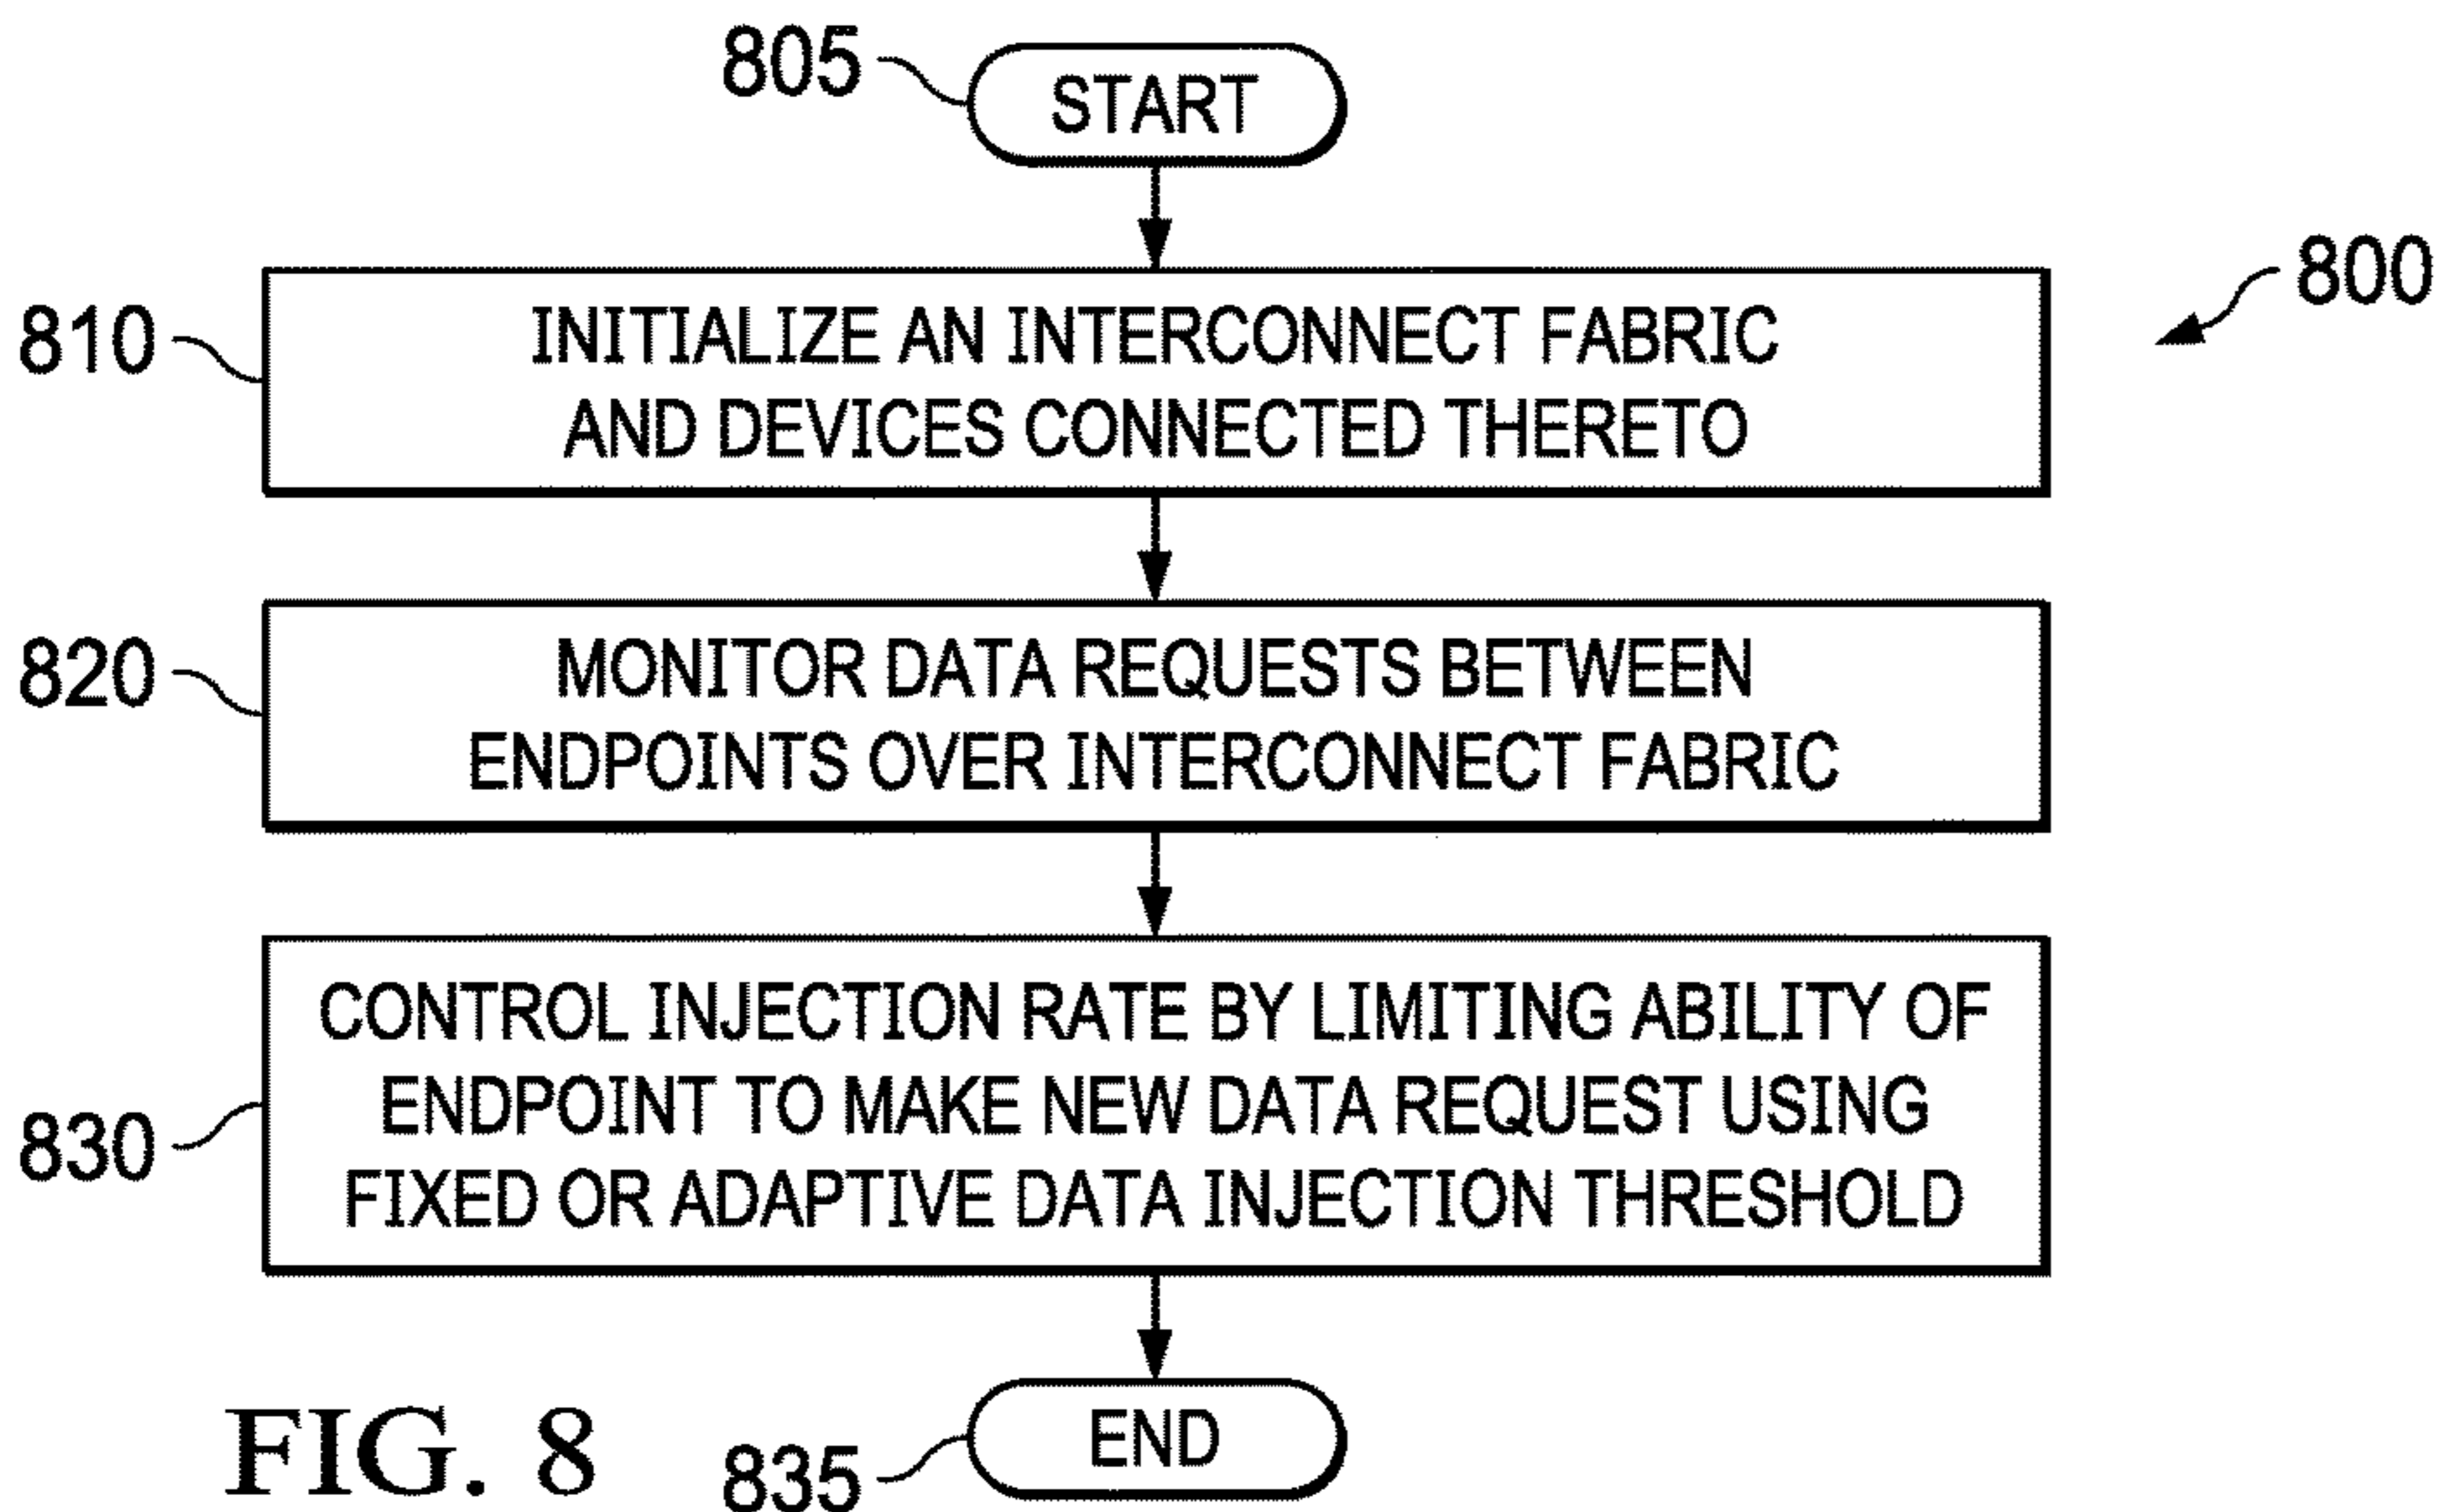 805
START
800
810
INITIALIZE AN INTERCONNECT FABRIC
AND DEVICES CONNECTED THERETO
820
MONITOR DATA REQUESTS BETWEEN
ENDPOINTS OVER INTERCONNECT FABRIC
830
CONTROL INJECTION RATE BY LIMITING ABILITY OF
ENDPOINT TO MAKE NEW DATA REQUEST USING
FIXED OR ADAPTIVE DATA INJECTION THRESHOLD
835
END
FIG. 8